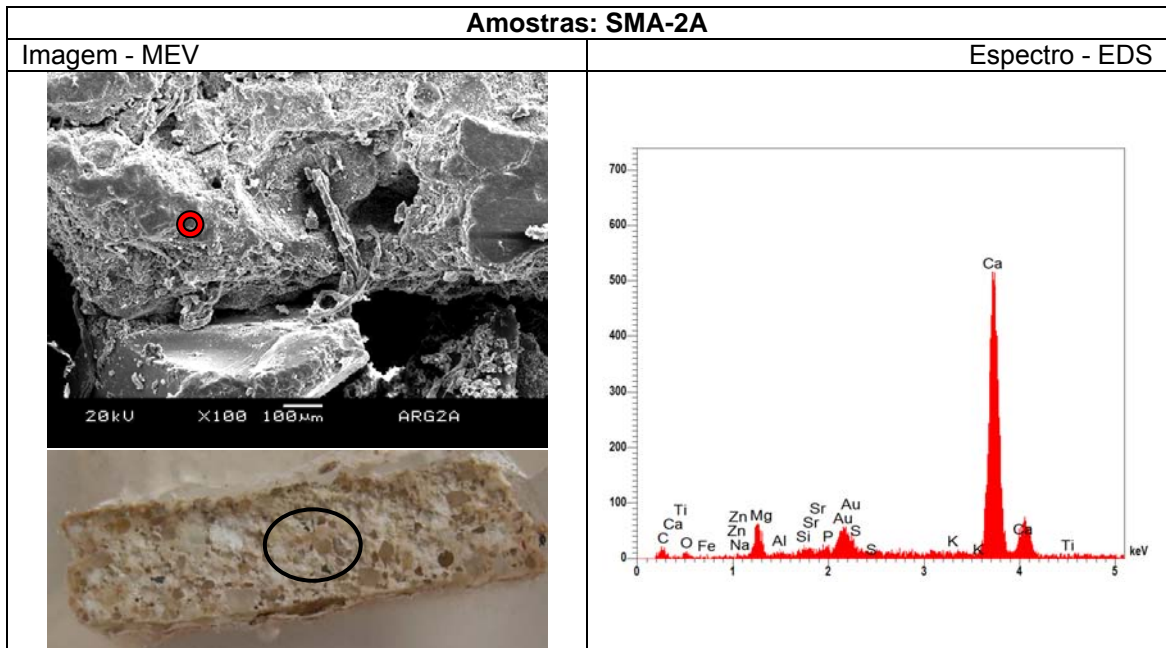 Amostras: SMA-2A
Imagem - MEV
Espectro - EDS
20kV X100 100µm ARG2A
700
600
500
400
300
200
100
0
Ca
Ti
Ca
C
O
Fe
Zn
Zn
Na
Mg
Al
Sr
Sr
Si
P
Au
Au
S
S
K
K
Ca
Ti
0 1 2 3 4 5
keV